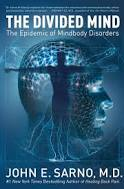 THE DIVIDED MIND
The Epidemic of Mindbody Disorders
JOHN E. SARNO, M.D.
#1 New York Times Bestselling Author of Healing Back Pain